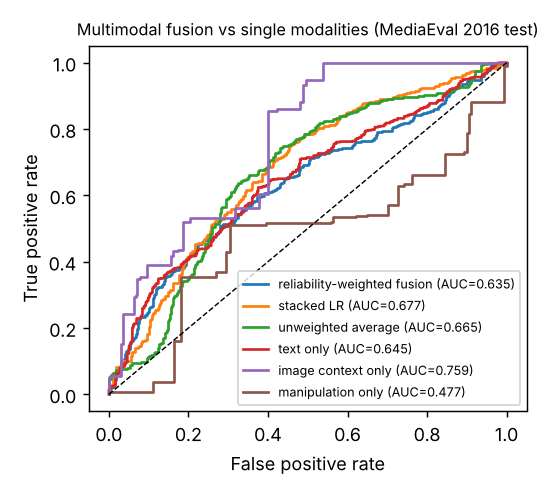 Multimodal fusion vs single modalities (MediaEval 2016 test)
True positive rate
1.0
0.8
0.6
0.4
0.2
0.0
reliability-weighted fusion (AUC=0.635)
stacked LR (AUC=0.677)
unweighted average (AUC=0.665)
text only (AUC=0.645)
image context only (AUC=0.759)
manipulation only (AUC=0.477)
0.0 0.2 0.4 0.6 0.8 1.0
False positive rate